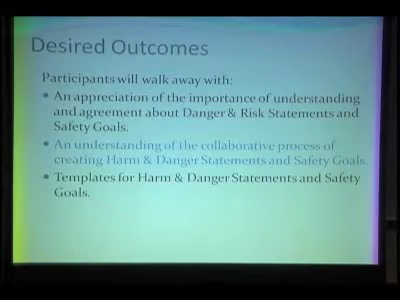 Desired Outcomes
Participants will walk away with:
• An appreciation of the importance of understanding
and agreement about Danger & Risk Statements and
Safety Goals.
• An understanding of the collaborative process of
creating Harm & Danger Statements and Safety Goals.
• Templates for Harm & Danger Statements and Safety
Goals.